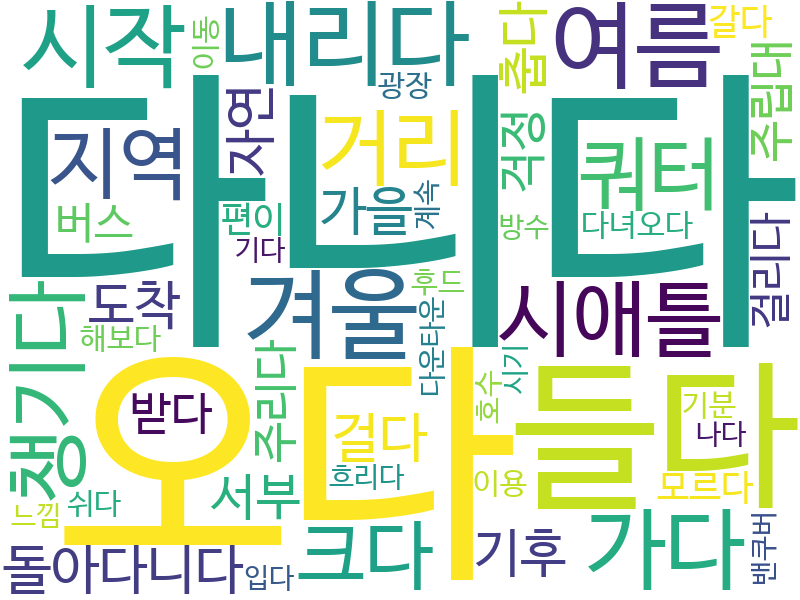 시작
이동
내리다
광장
춥다
여름
갈다
주립대
다니다
지역
자연
거리
걱정
쿼터
버스
편이
가을
계속
방수
다녀오다
기다
걸리다
챙기다
도착
겨울
후드
시애틀
해보다
다운타운
시기
오다
받다
주리다
걸다
호수
들다
기분
나다
흐리다
이용
모르다
느낌
쉬다
서부
돌아다니다
입다
크다
기후
가다
밴쿠버